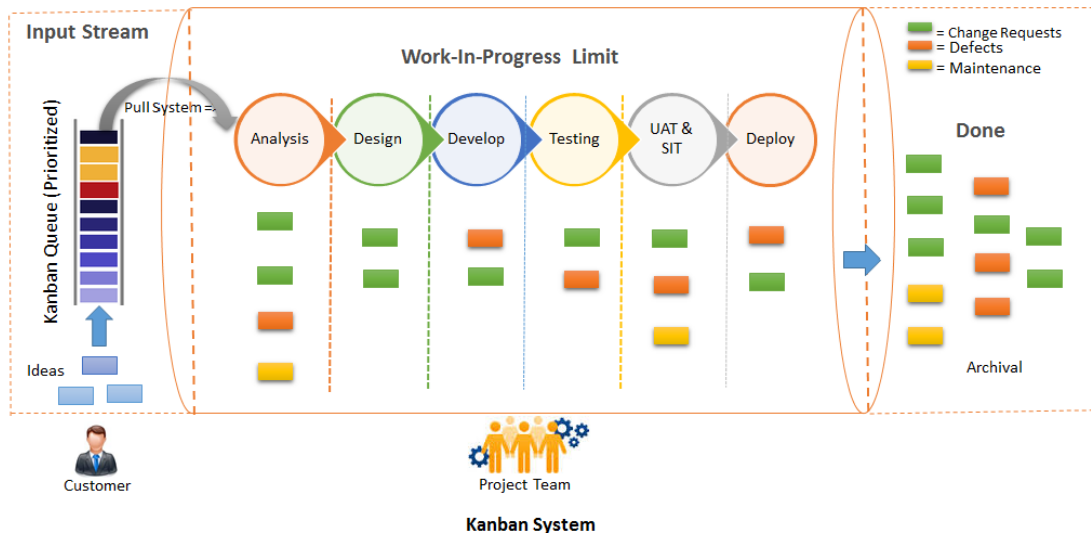 Input Stream
Work-In-Progress Limit
= Change Requests
= Defects
= Maintenance
Pull System =>
Kanban Queue (Prioritized)
Analysis
Design
Develop
Testing
UAT &
SIT
Deploy
Done
Ideas
Archival
Customer
Project Team
Kanban System